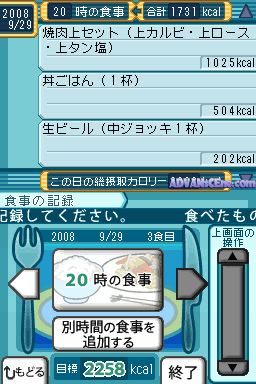 2008
9/29
20 時の食事
合計 1731 kcal
焼肉上セット（上カルビ・上ロース
・上タン塩）
1025kcal
丼ごはん（1杯）
504kcal
生ビール（中ジョッキ1杯）
202kcal
この日の総摂取カロリー
ADVANsCENE.com
食事の記録
記録してください。 食べたもの
2008 9/29 3食目
上画面の
操作
20 時の食事
別時間の食事を
追加する
もどる
目標 2258 kcal
終了